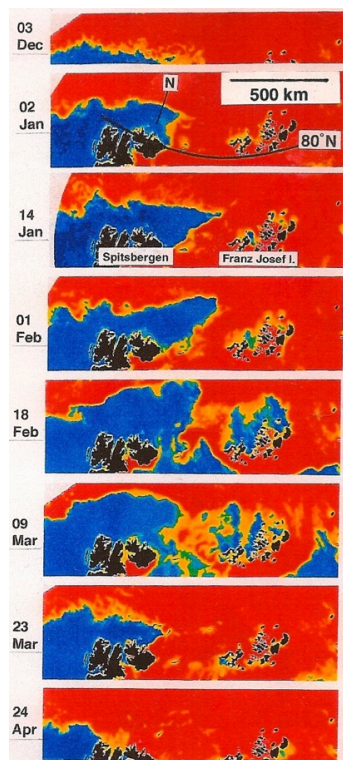 03
Dec
02
Jan
N
500 km
80°N
14
Jan
Spitsbergen
Franz Josef l.
01
Feb
18
Feb
09
Mar
23
Mar
24
Apr